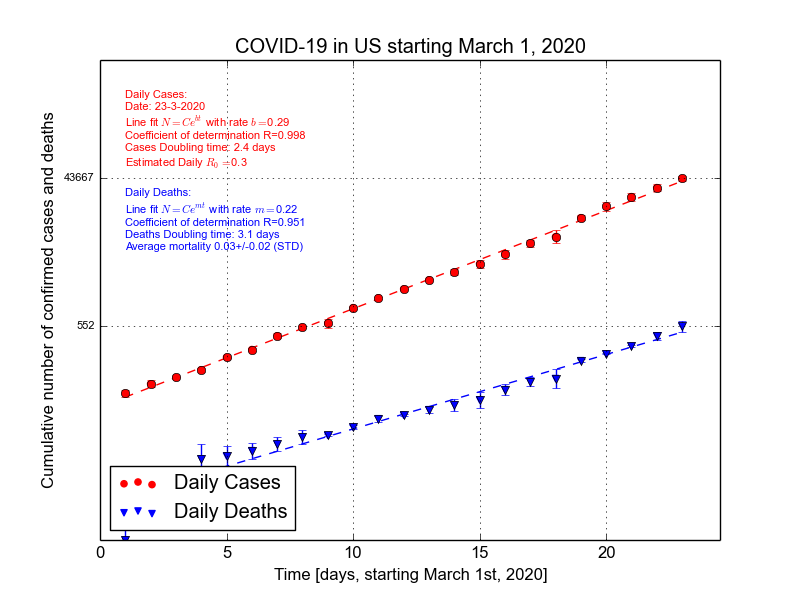 COVID-19 in US starting March 1, 2020
Daily Cases:
Date: 23-3-2020
Line fit N = Ce^{bt} with rate b = 0.29
Coefficient of determination R=0.998
Cases Doubling time: 2.4 days
Estimated Daily R_0 = 0.3
Daily Deaths:
Line fit N = Ce^{mt} with rate m = 0.22
Coefficient of determination R=0.951
Deaths Doubling time: 3.1 days
Average mortality 0.03+/-0.02 (STD)
Cumulative number of confirmed cases and deaths
43667
552
Daily Cases
Daily Deaths
0 5 10 15 20
Time [days, starting March 1st, 2020]